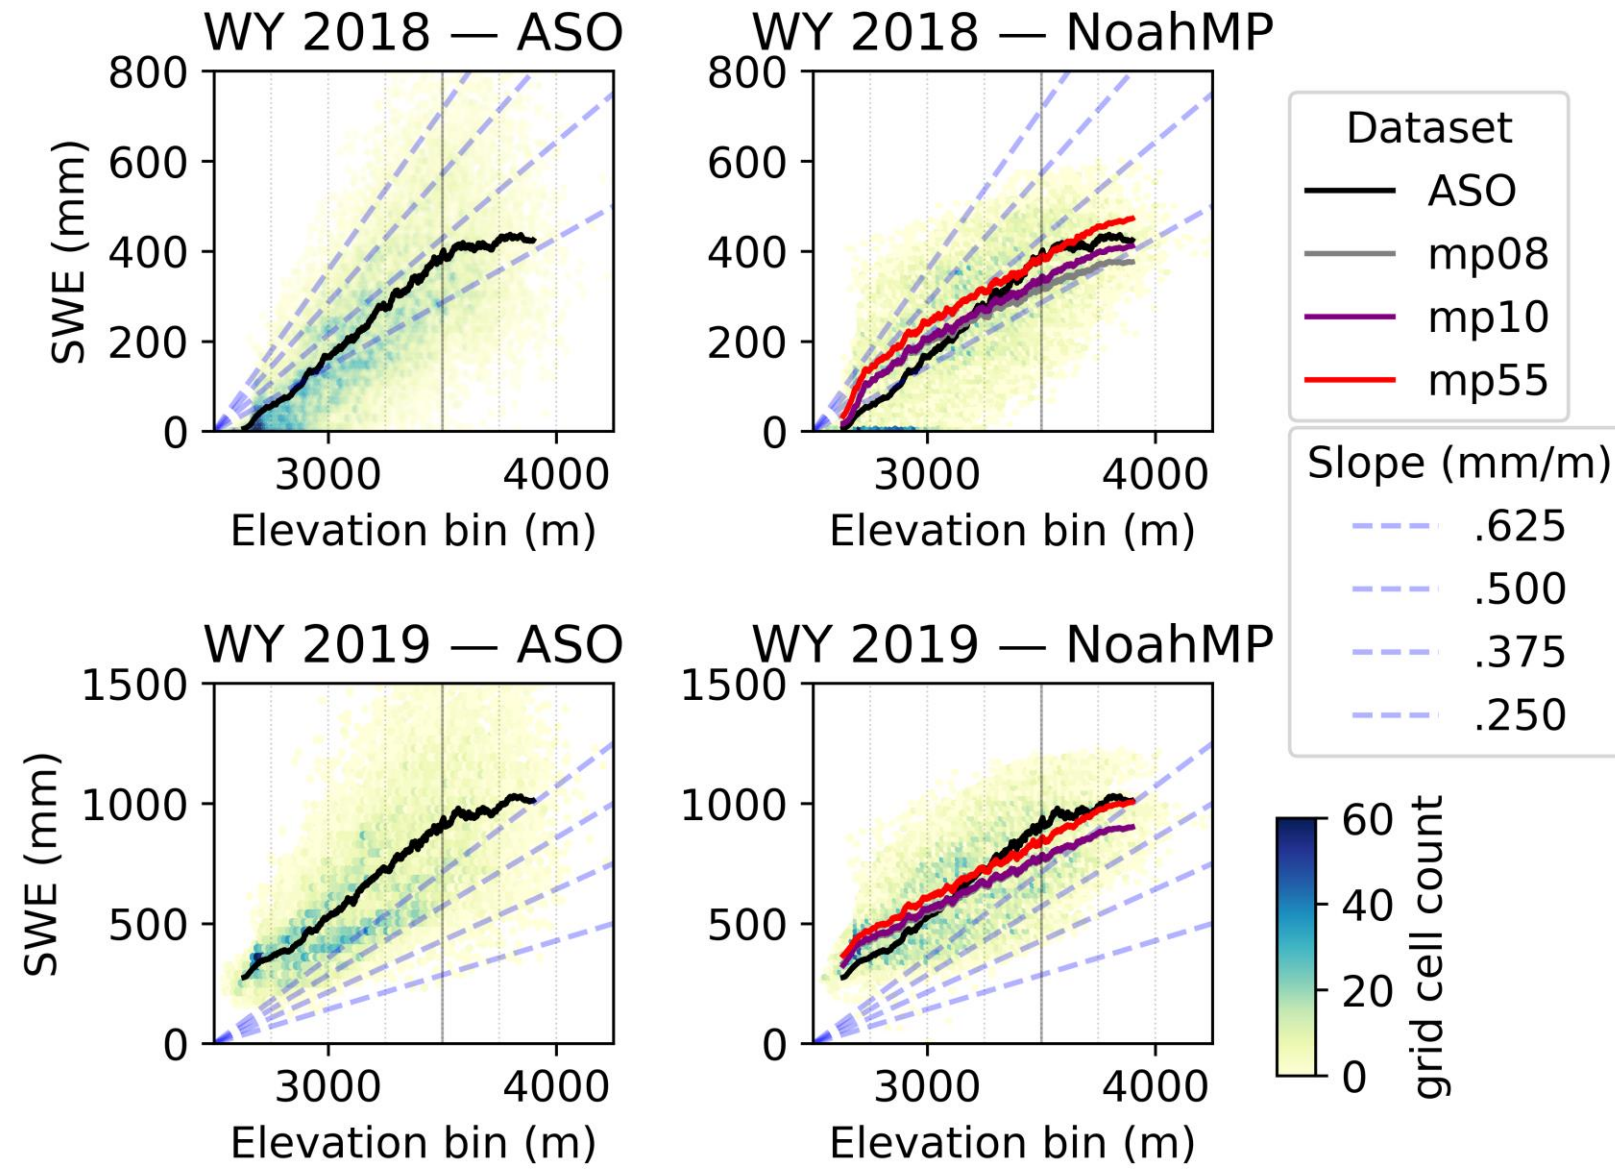 WY 2018 — ASO
800
600
400
200
0
SWE (mm)
3000
4000
Elevation bin (m)
WY 2018 — NoahMP
800
600
400
200
0
3000
4000
Elevation bin (m)
Dataset
ASO
mp08
mp10
mp55
Slope (mm/m)
.625
.500
.375
.250
WY 2019 — ASO
1500
1000
500
0
SWE (mm)
3000
4000
Elevation bin (m)
WY 2019 — NoahMP
1500
1000
500
0
3000
4000
Elevation bin (m)
60
40
20
0
grid cell count